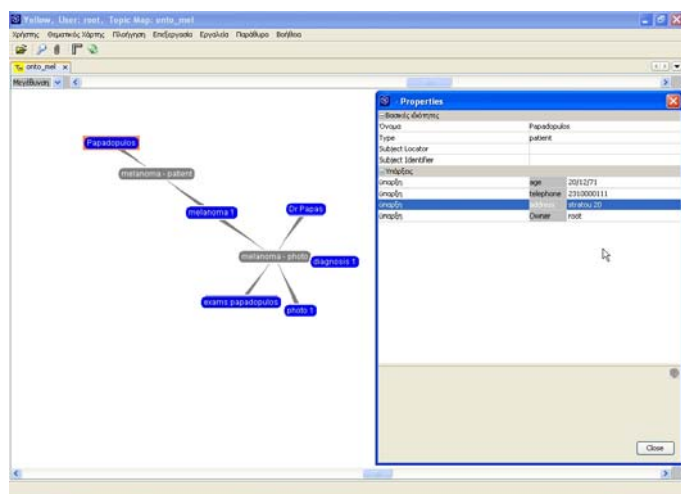 Yellow, User: root, Topic Map: onto_mel
Χρήστης Θεματικός Χάρτης Πλοήγηση Επεξεργασία Εργαλεία Παράθυρο Βοήθεια
onto_mel x
Μεγέθυνση
Papadopulos
melanoma - patient
melanoma 1
Dr Papas
melanoma - photo
diagnosis 1
exams papadopulos
photo 1
- Properties
Βασικές ιδιότητες
Όνομα Papadopulos
Type patient
Subject Locator
Subject Identifier
Υπάρξεις
ύπαρξη age 20/12/71
ύπαρξη telephone 2310000111
ύπαρξη address stratou 20
ύπαρξη Owner root
Close